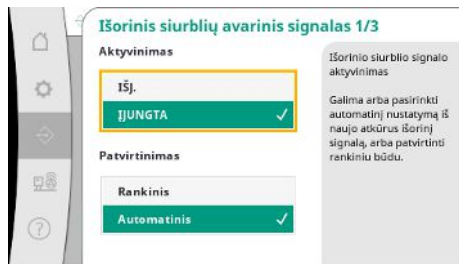 Išorinis siurblių avarinis signalas 1/3
Aktyvinimas
IŠJ.
ĮJUNGTA
Patvirtinimas
Rankinis
Automatinis
Išorinio siurblio signalo
aktyvinimas
Galima arba pasirinkti
automatinį nustatymą iš
naujo atkūrus išorinį
signalą, arba patvirtinti
rankiniu būdu.